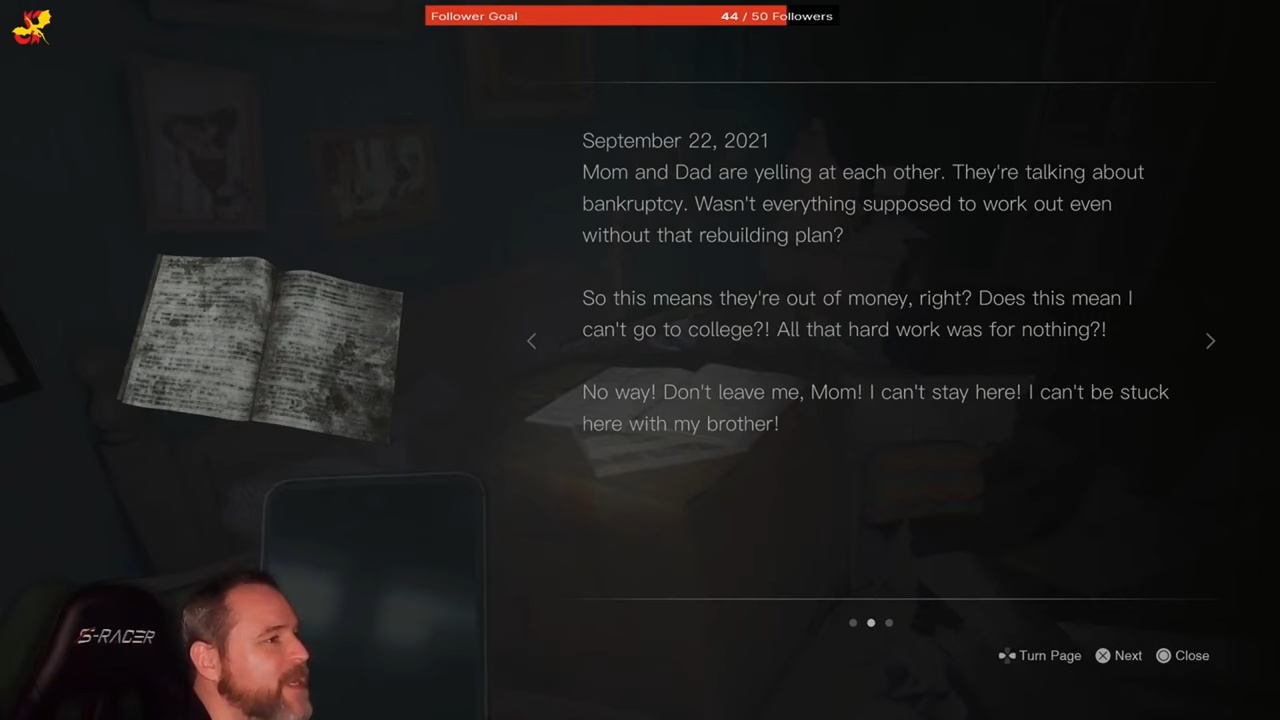 Follower Goal 44 / 50 Followers
September 22, 2021
Mom and Dad are yelling at each other. They're talking about
bankruptcy. Wasn't everything supposed to work out even
without that rebuilding plan?
So this means they're out of money, right? Does this mean I
can't go to college?! All that hard work was for nothing?!
No way! Don't leave me, Mom! I can't stay here! I can't be stuck
here with my brother!
S-RACER
Turn Page Next Close